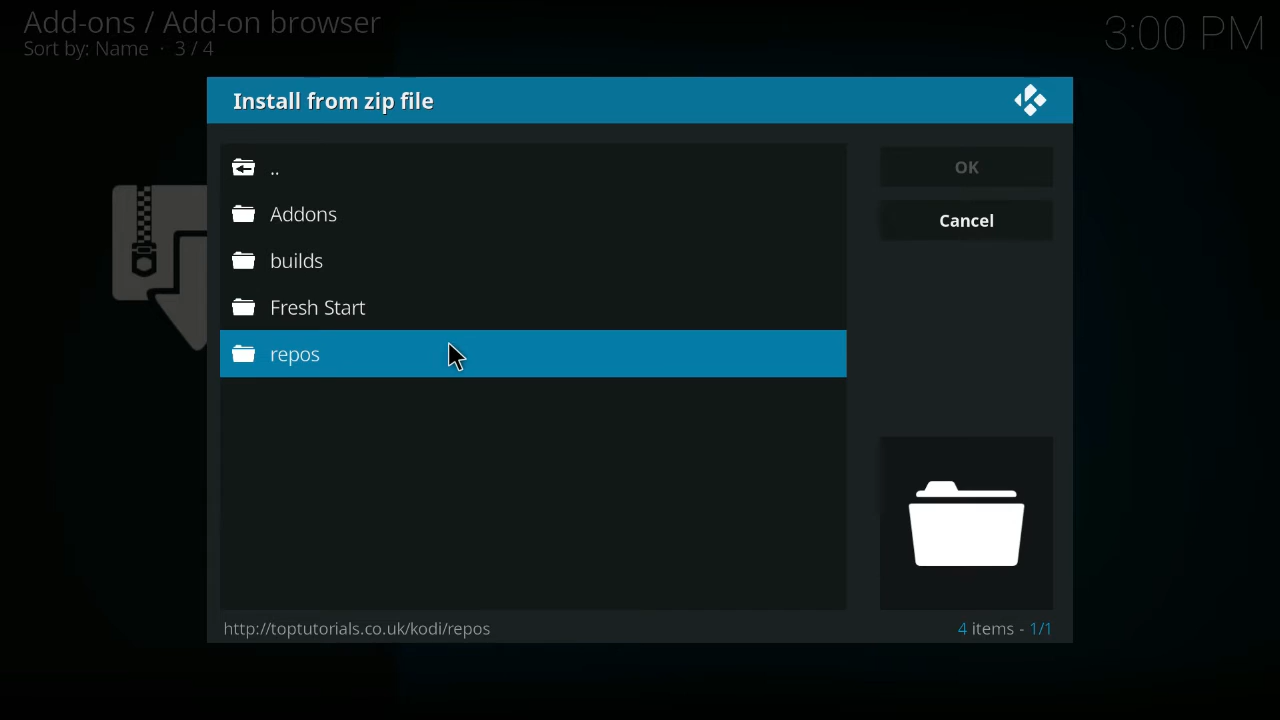 Add-ons / Add-on browser
Sort by: Name · 3 / 4
3:00 PM
Install from zip file
..
Addons
builds
Fresh Start
repos
OK
Cancel
http://toptutorials.co.uk/kodi/repos
4 items - 1/1